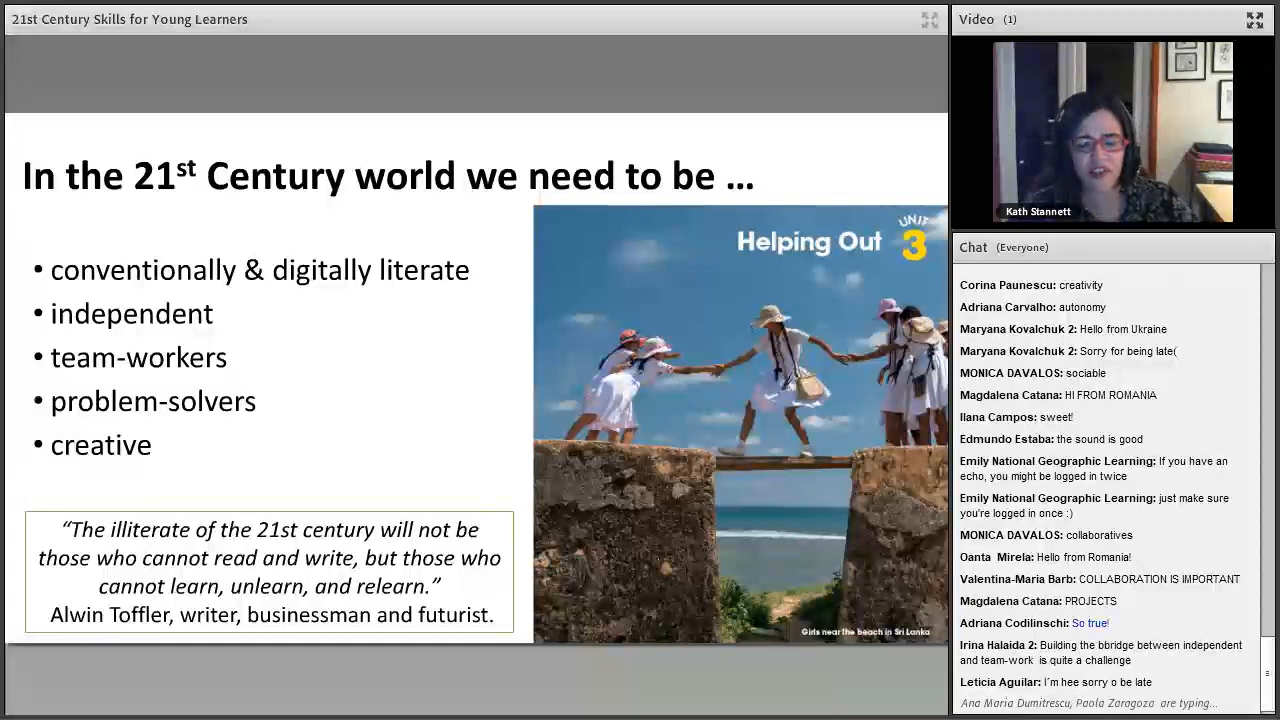 21st Century Skills for Young Learners
In the 21st Century world we need to be ...
• conventionally & digitally literate
• independent
• team-workers
• problem-solvers
• creative
“The illiterate of the 21st century will not be
those who cannot read and write, but those who
cannot learn, unlearn, and relearn.”
Alwin Toffler, writer, businessman and futurist.
UNIT
Helping Out 3
Girls near the beach in Sri Lanka
Video (1)
Kath Stannett
Chat (Everyone)
Corina Paunescu: creativity
Adriana Carvalho: autonomy
Maryana Kovalchuk 2: Hello from Ukraine
Maryana Kovalchuk 2: Sorry for being late(
MONICA DAVALOS: sociable
Magdalena Catana: HI FROM ROMANIA
Ilana Campos: sweet!
Edmundo Estaba: the sound is good
Emily National Geographic Learning: If you have an
echo, you might be logged in twice
Emily National Geographic Learning: just make sure
you're logged in once :)
MONICA DAVALOS: collaboratives
Oanta Mirela: Hello from Romania!
Valentina-Maria Barb: COLLABORATION IS IMPORTANT
Magdalena Catana: PROJECTS
Adriana Codilinschi: So true!
Irina Halaida 2: Building the bbridge between independent
and team-work is quite a challenge
Leticia Aguilar: I´m hee sorry o be late
Ana Maria Dumitrescu, Paola Zaragoza are typing...